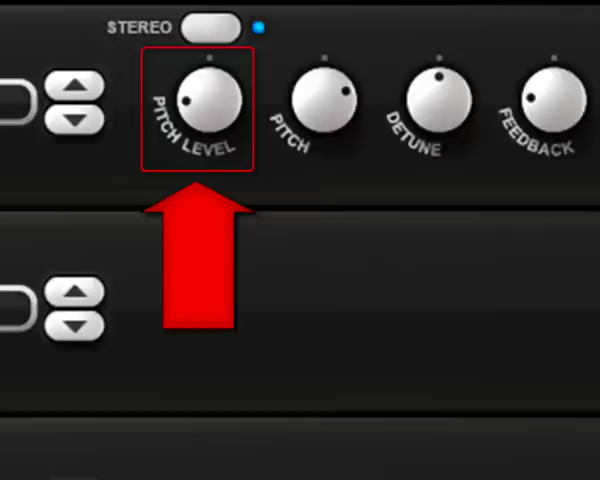 STEREO
PITCH LEVEL
PITCH
DETUNE
FEEDBACK